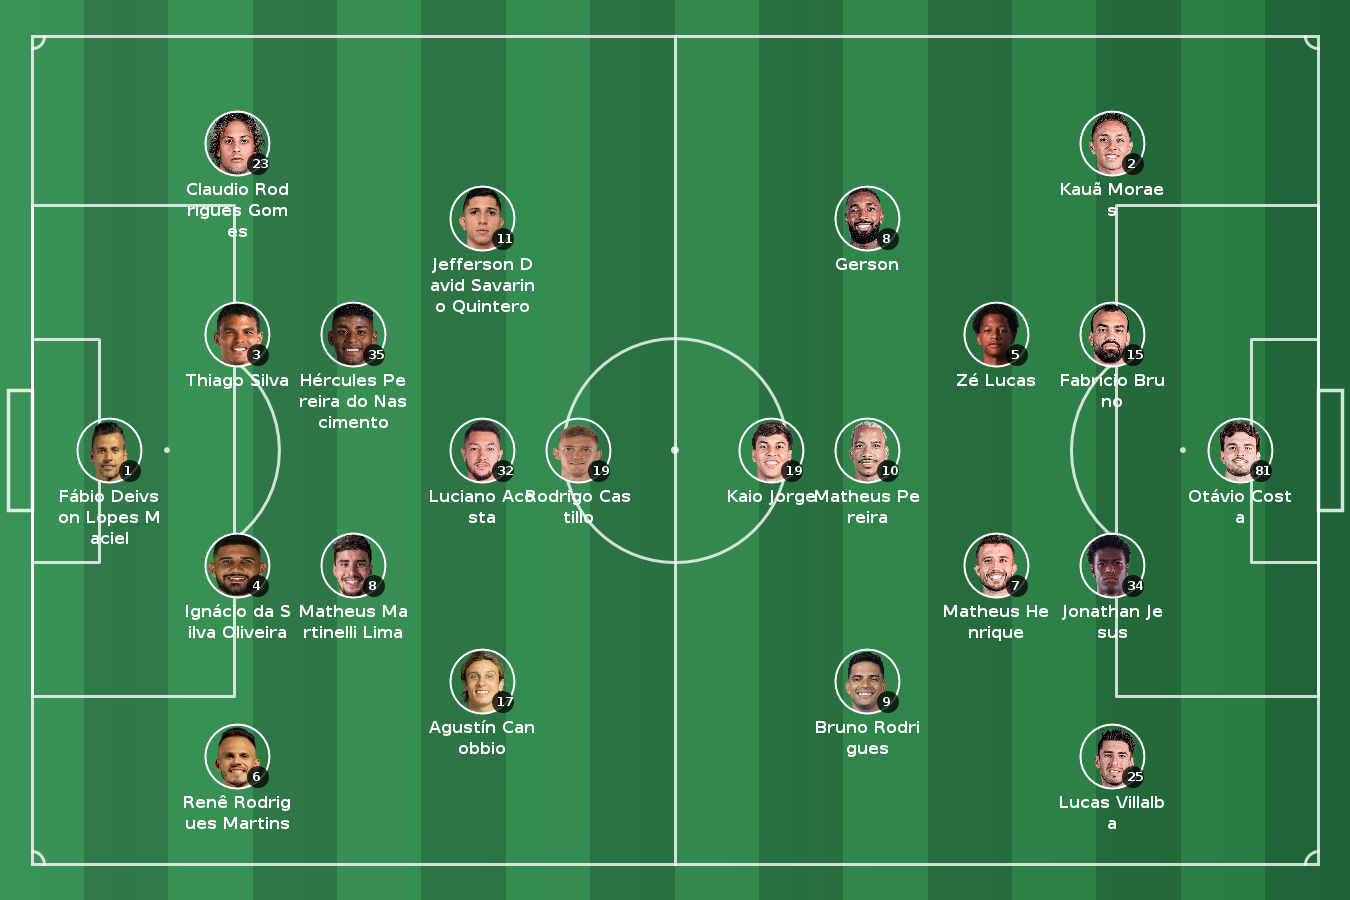 23
Claudio Rod
rigues Gom
es
2
Kauã Morae
s
11
Jefferson D
avid Savarin
o Quintero
8
Gerson
3
Thiago Silva
35
Hércules Pe
reira do Nas
cimento
5
Zé Lucas
15
Fabrício Bru
no
1
Fábio Deivs
on Lopes M
aciel
32
Luciano Aco
sta
19
Rodrigo Cas
tillo
19
Kaio Jorge
10
Matheus Pe
reira
81
Otávio Cost
a
4
Ignácio da S
ilva Oliveira
8
Matheus Ma
rtinelli Lima
7
Matheus He
nrique
34
Jonathan Je
sus
17
Agustín Can
obbio
9
Bruno Rodri
gues
6
Renê Rodrig
ues Martins
25
Lucas Villalb
a